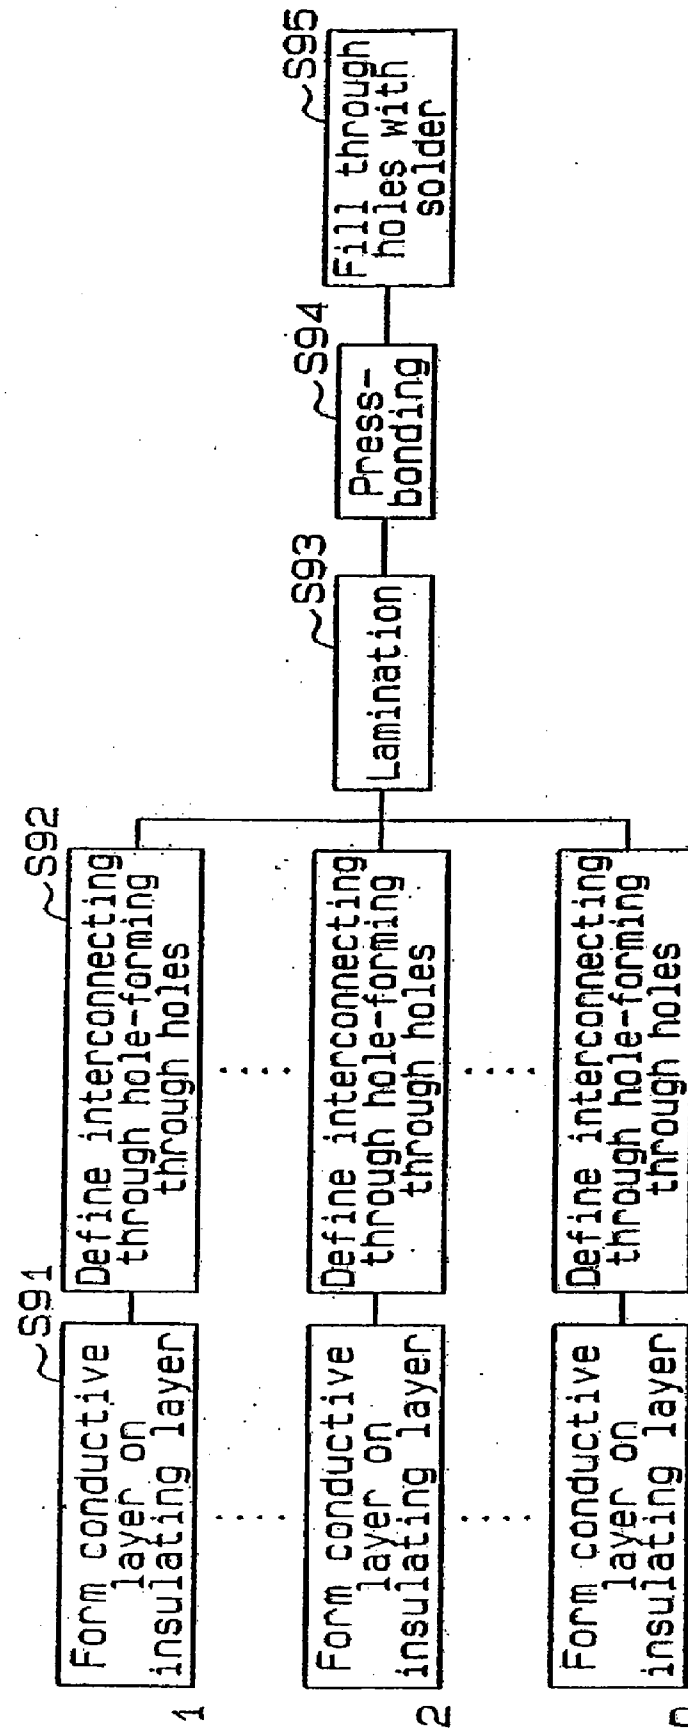 S91
S92
S93
S94
S95
1
Form conductive
layer on
insulating layer
Define interconnecting
through hole-forming
through holes
2
Form conductive
layer on
insulating layer
Define interconnecting
through hole-forming
through holes
n
Form conductive
layer on
insulating layer
Define interconnecting
through hole-forming
through holes
Lamination
Press-
bonding
Fill through
holes with
solder